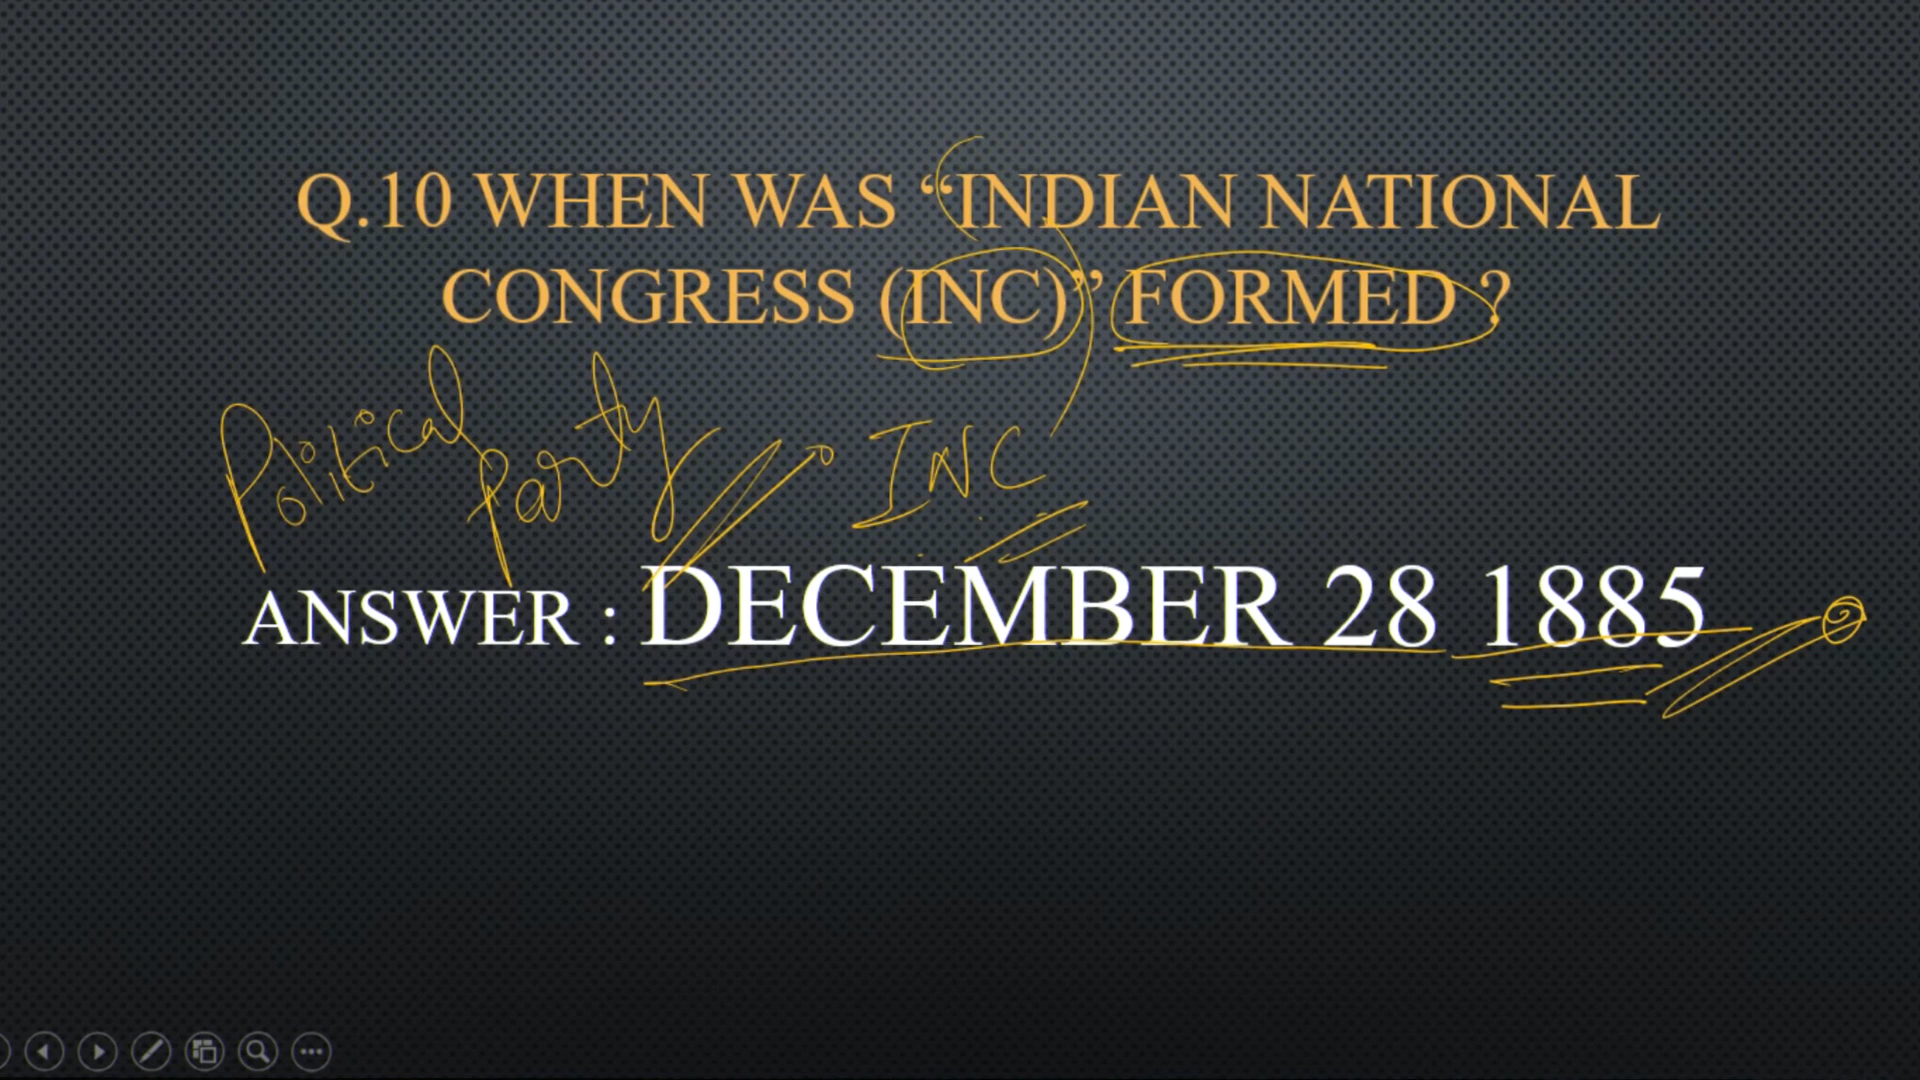 Q.10 WHEN WAS “INDIAN NATIONAL
CONGRESS (INC)” FORMED ?
Political Party INC
ANSWER : DECEMBER 28 1885